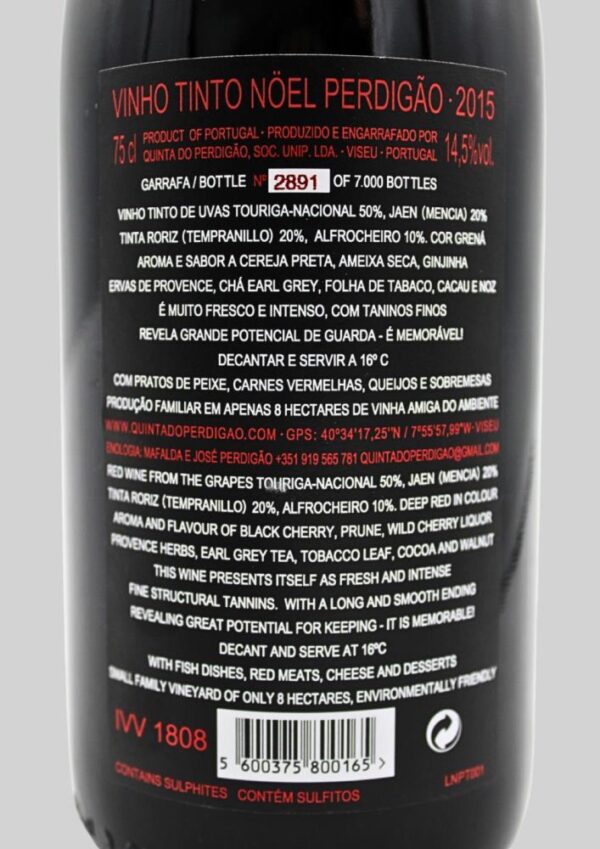 VINHO TINTO NÖEL PERDIGÃO · 2015
75 cl PRODUCT OF PORTUGAL · PRODUZIDO E ENGARRAFADO POR 14,5%vol.
QUINTA DO PERDIGÃO, SOC. UNIP. LDA. · VISEU · PORTUGAL
GARRAFA / BOTTLE Nº 2891 OF 7.000 BOTTLES
VINHO TINTO DE UVAS TOURIGA-NACIONAL 50%, JAEN (MENCIA) 20%
TINTA RORIZ (TEMPRANILLO) 20%, ALFROCHEIRO 10%. COR GRENÁ
AROMA E SABOR A CEREJA PRETA, AMEIXA SECA, GINJINHA
ERVAS DE PROVENCE, CHÁ EARL GREY, FOLHA DE TABACO, CACAU E NOZ
É MUITO FRESCO E INTENSO, COM TANINOS FINOS
REVELA GRANDE POTENCIAL DE GUARDA - É MEMORÁVEL!
DECANTAR E SERVIR A 16º C
COM PRATOS DE PEIXE, CARNES VERMELHAS, QUEIJOS E SOBREMESAS
PRODUÇÃO FAMILIAR EM APENAS 8 HECTARES DE VINHA AMIGA DO AMBIENTE
WWW.QUINTADOPERDIGAO.COM · GPS: 40º34'17,25''N / 7º55'57,99''W · VISEU
ENOLOGIA: MAFALDA E JOSÉ PERDIGÃO +351 919 565 781 QUINTADOPERDIGAO@GMAIL.COM
RED WINE FROM THE GRAPES TOURIGA-NACIONAL 50%, JAEN (MENCIA) 20%
TINTA RORIZ (TEMPRANILLO) 20%, ALFROCHEIRO 10%. DEEP RED IN COLOUR
AROMA AND FLAVOUR OF BLACK CHERRY, PRUNE, WILD CHERRY LIQUOR
PROVENCE HERBS, EARL GREY TEA, TOBACCO LEAF, COCOA AND WALNUT
THIS WINE PRESENTS ITSELF AS FRESH AND INTENSE
FINE STRUCTURAL TANNINS. WITH A LONG AND SMOOTH ENDING
REVEALING GREAT POTENTIAL FOR KEEPING - IT IS MEMORABLE!
DECANT AND SERVE AT 16ºC
WITH FISH DISHES, RED MEATS, CHEESE AND DESSERTS
SMALL FAMILY VINEYARD OF ONLY 8 HECTARES, ENVIRONMENTALLY FRIENDLY
IVV 1808
5 600375 800165 >
CONTAINS SULPHITES CONTÉM SULFITOS
LNPT001